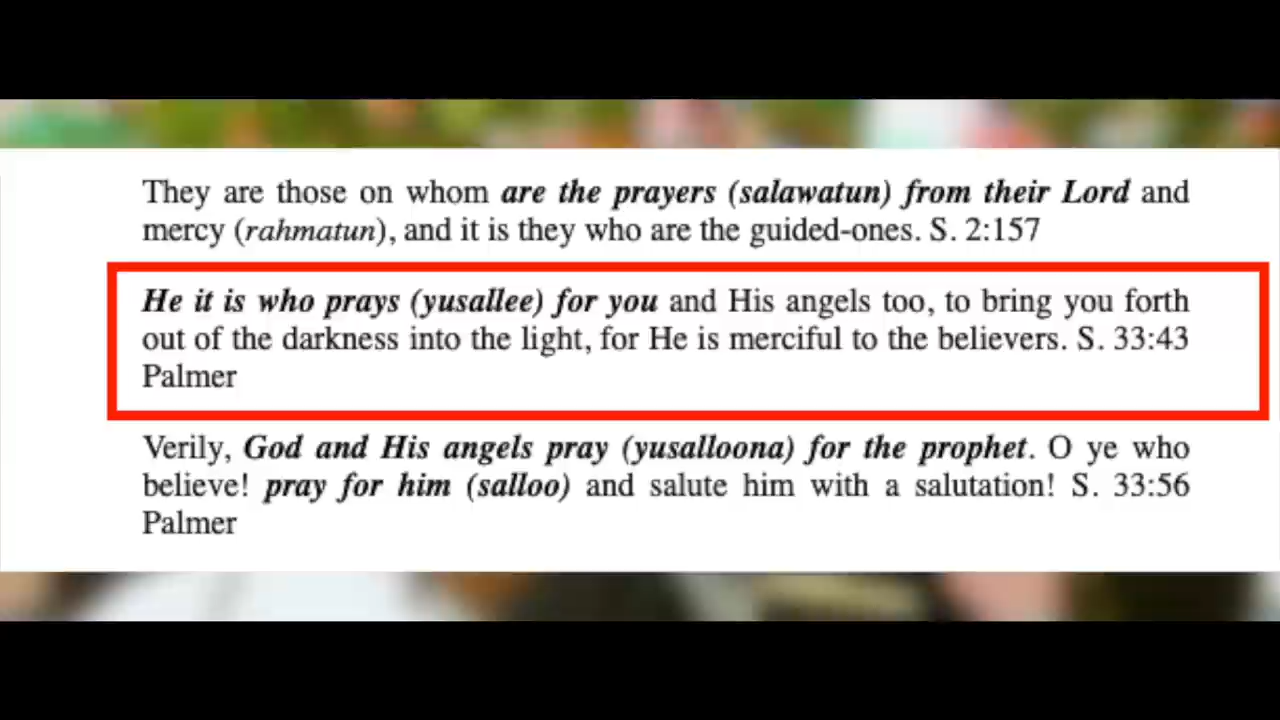 They are those on whom are the prayers (salawatun) from their Lord and
mercy (rahmatun), and it is they who are the guided-ones. S. 2:157
He it is who prays (yusallee) for you and His angels too, to bring you forth
out of the darkness into the light, for He is merciful to the believers. S. 33:43
Palmer
Verily, God and His angels pray (yusalloona) for the prophet. O ye who
believe! pray for him (salloo) and salute him with a salutation! S. 33:56
Palmer